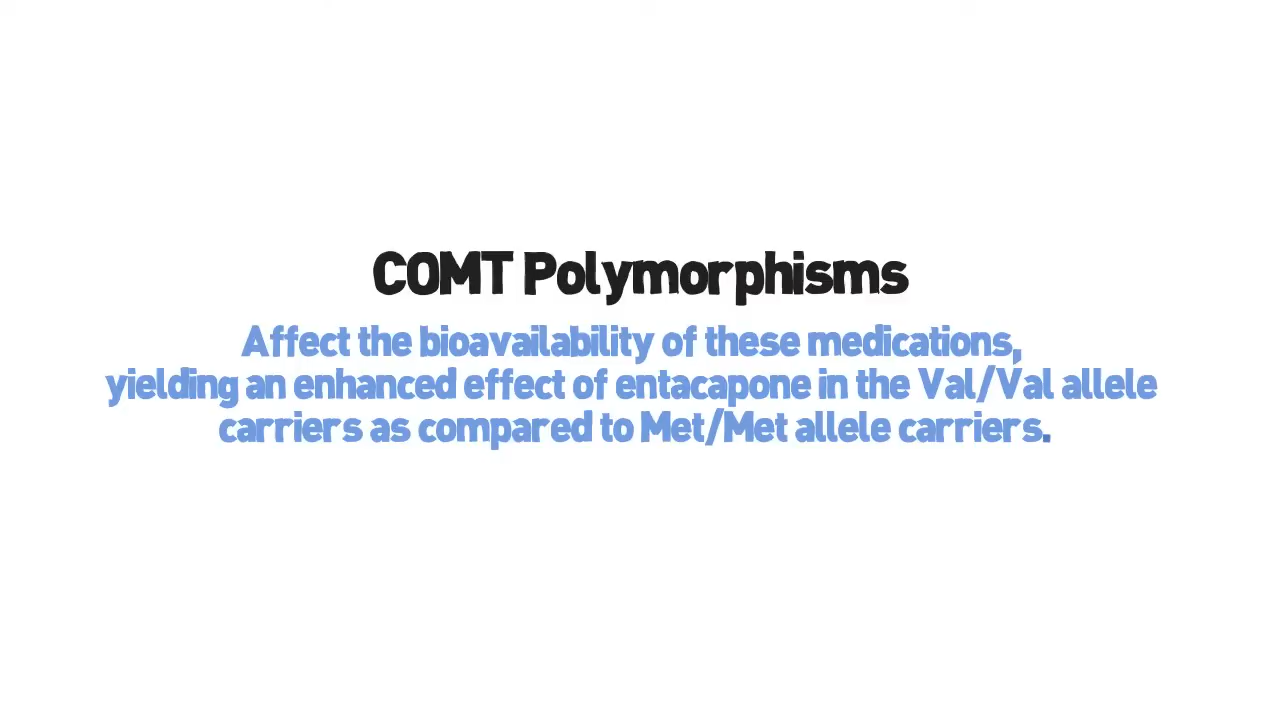 COMT Polymorphisms
Affect the bioavailability of these medications,
yielding an enhanced effect of entacapone in the Val/Val allele
carriers as compared to Met/Met allele carriers.